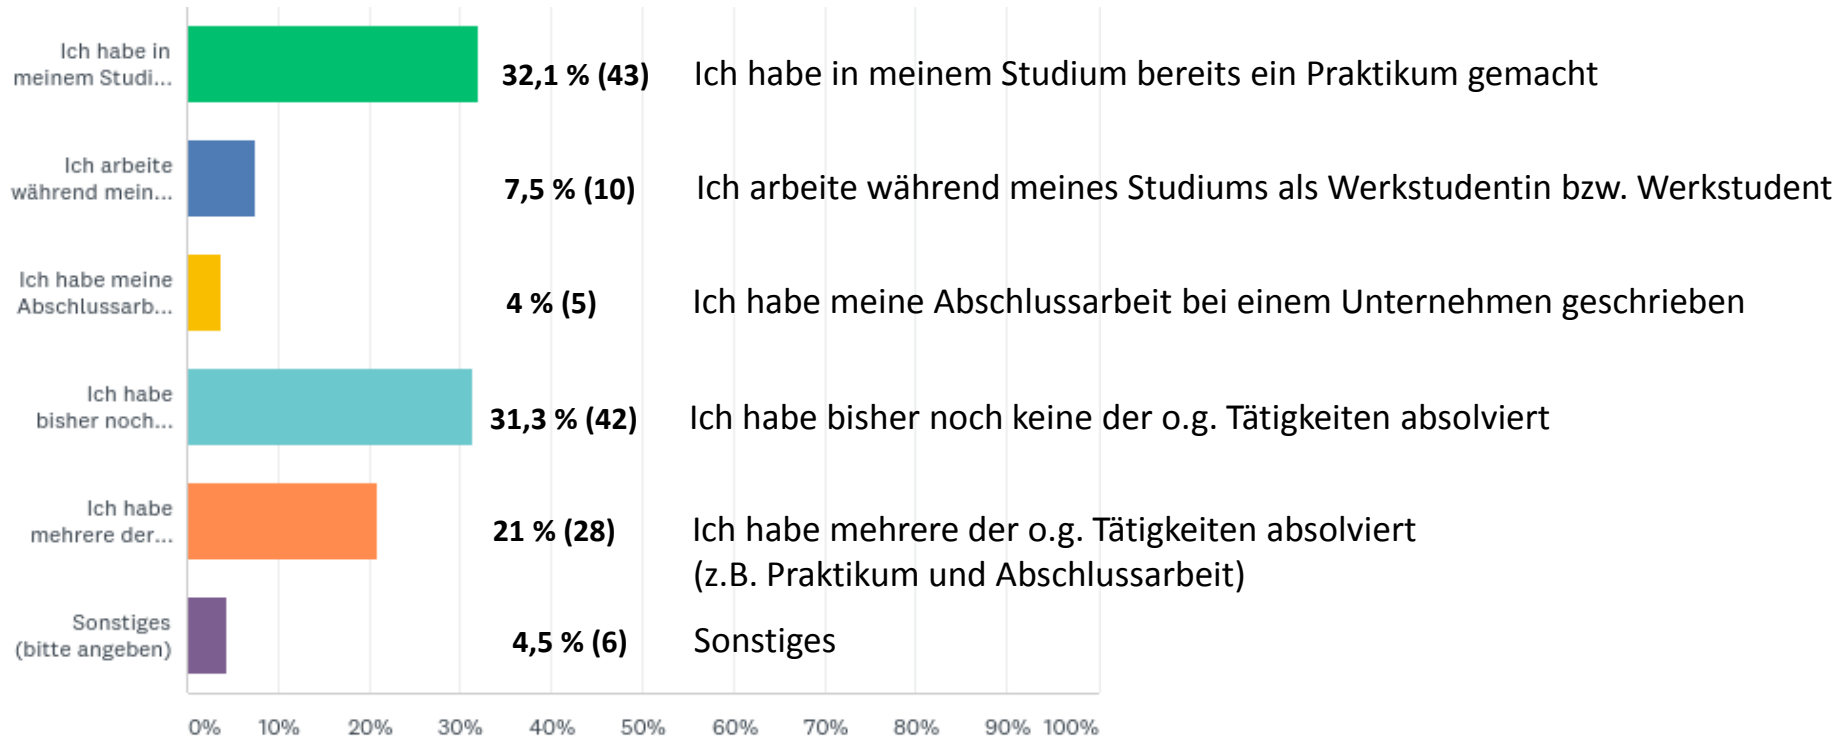 Ich habe in
meinem Studi...
32,1 % (43)
Ich habe in meinem Studium bereits ein Praktikum gemacht
Ich arbeite
während mein...
7,5 % (10)
Ich arbeite während meines Studiums als Werkstudentin bzw. Werkstudent
Ich habe meine
Abschlussarb...
4 % (5)
Ich habe meine Abschlussarbeit bei einem Unternehmen geschrieben
Ich habe
bisher noch...
31,3 % (42)
Ich habe bisher noch keine der o.g. Tätigkeiten absolviert
Ich habe
mehrere der...
21 % (28)
Ich habe mehrere der o.g. Tätigkeiten absolviert
(z.B. Praktikum und Abschlussarbeit)
Sonstiges
(bitte angeben)
4,5 % (6)
Sonstiges
0% 10% 20% 30% 40% 50% 60% 70% 80% 90% 100%